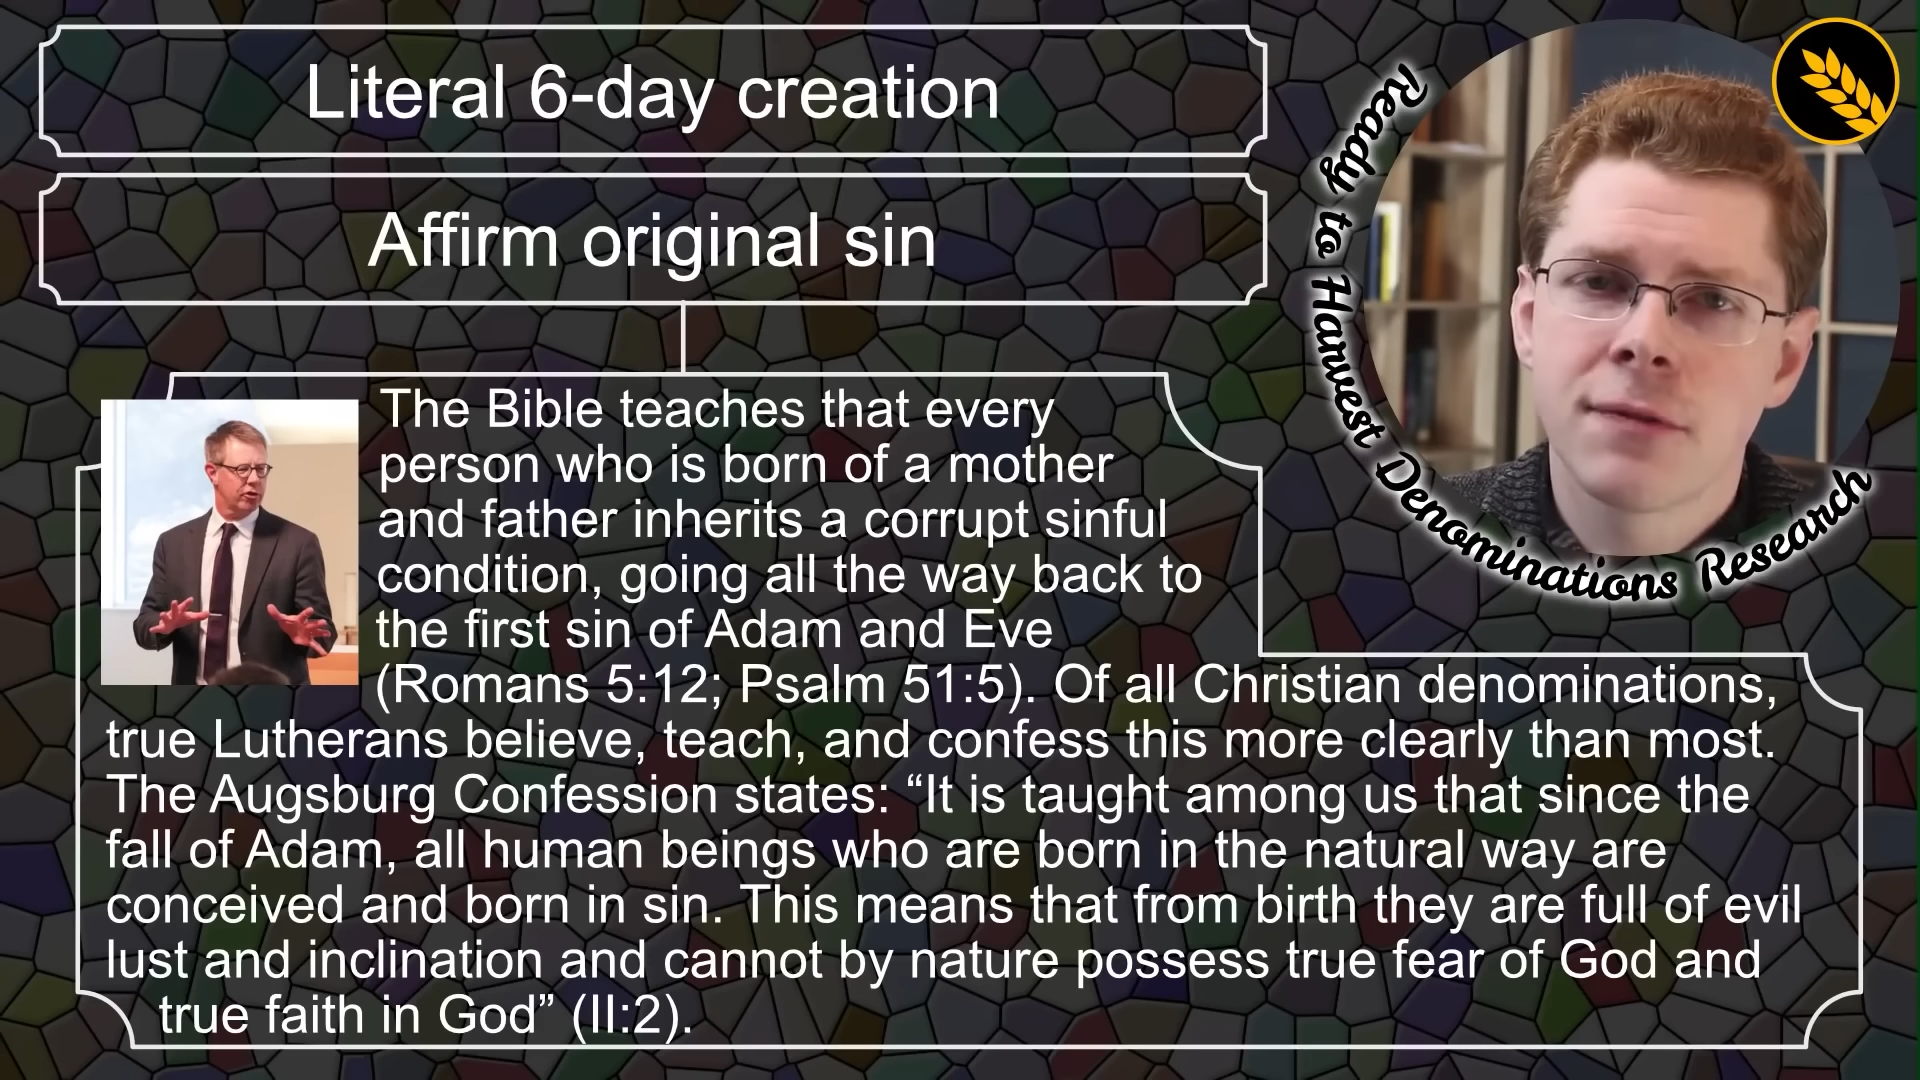 Literal 6-day creation
Affirm original sin
Ready to Harvest Denominations Research
The Bible teaches that every
person who is born of a mother
and father inherits a corrupt sinful
condition, going all the way back to
the first sin of Adam and Eve
(Romans 5:12; Psalm 51:5). Of all Christian denominations,
true Lutherans believe, teach, and confess this more clearly than most.
The Augsburg Confession states: “It is taught among us that since the
fall of Adam, all human beings who are born in the natural way are
conceived and born in sin. This means that from birth they are full of evil
lust and inclination and cannot by nature possess true fear of God and
true faith in God” (II:2).